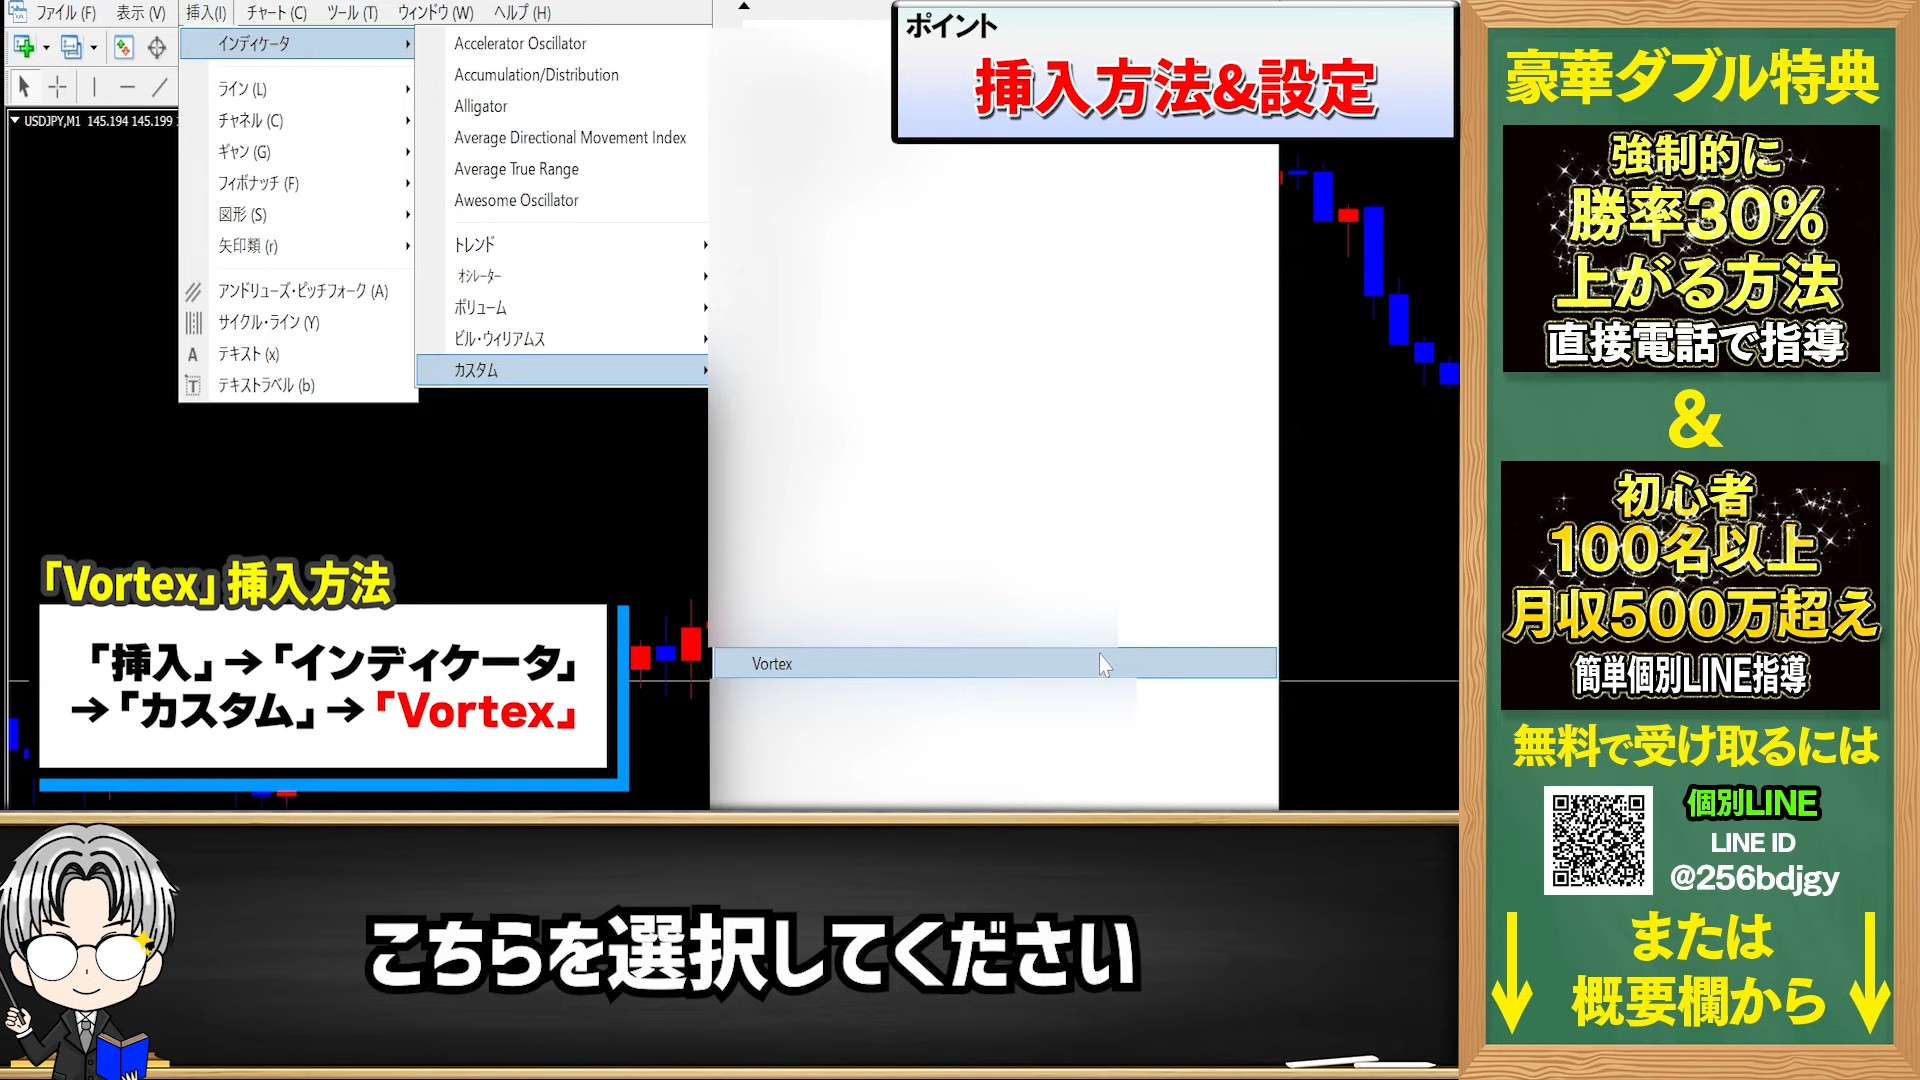 ファイル (F) 表示 (V) 挿入(I) チャート (C) ツール (T) ウィンドウ (W) ヘルプ (H)
USDJPY,M1 145.194 145.199
インディケータ
ライン (L)
チャネル (C)
ギャン (G)
フィボナッチ (F)
図形 (S)
矢印類 (r)
アンドリューズ・ピッチフォーク (A)
サイクル・ライン (Y)
テキスト (x)
テキストラベル (b)
Accelerator Oscillator
Accumulation/Distribution
Alligator
Average Directional Movement Index
Average True Range
Awesome Oscillator
トレンド
オシレーター
ボリューム
ビル・ウィリアムス
カスタム
Vortex
ポイント
挿入方法&設定
「Vortex」挿入方法
「挿入」→「インディケータ」
→「カスタム」→「Vortex」
こちらを選択してください
豪華ダブル特典
強制的に
勝率30%
上がる方法
直接電話で指導
&
初心者
100名以上
月収500万超え
簡単個別LINE指導
無料で受け取るには
個別LINE
LINE ID
@256bdjgy
または
概要欄から